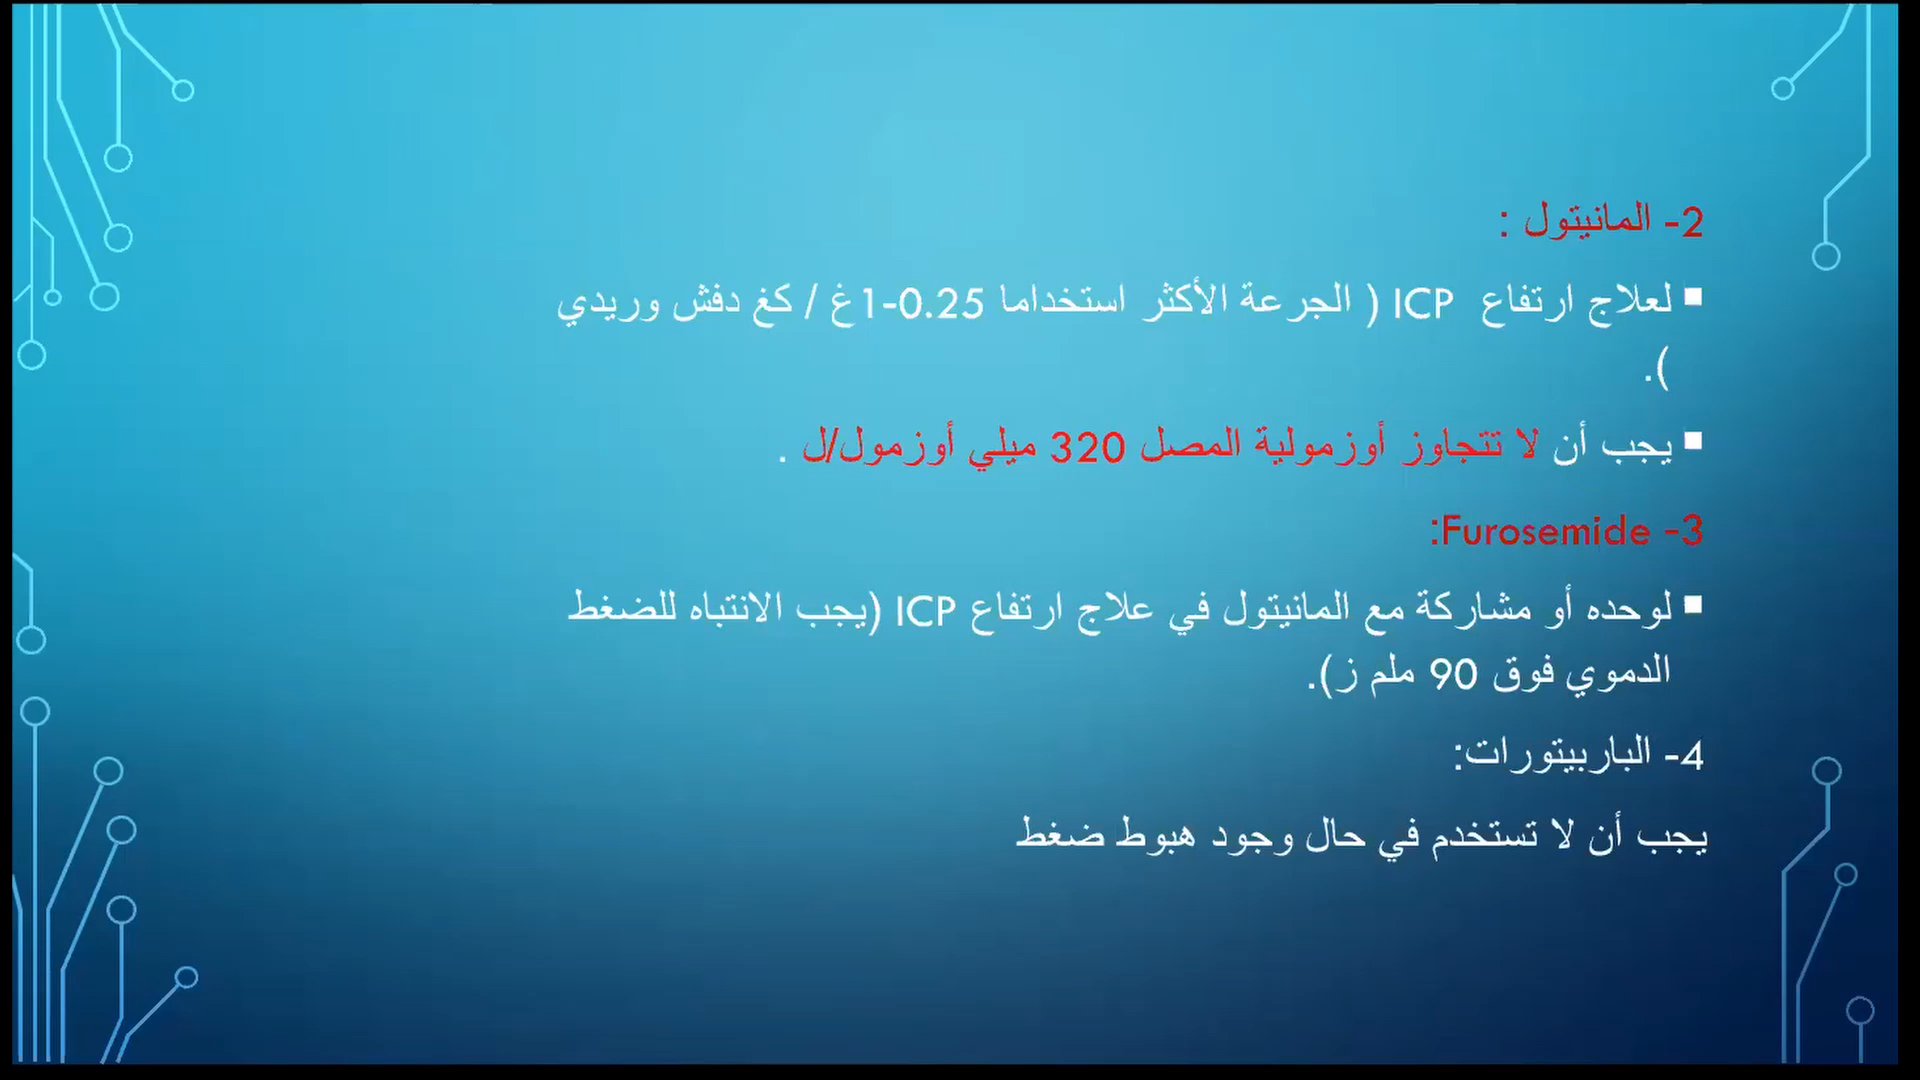 2- المانيتول :
▪ لعلاج ارتفاع ICP ( الجرعة الأكثر استخداما 0.25-1غ / كغ دفش وريدي
).
▪ يجب أن لا تتجاوز أوزمولية المصل 320 ميلي أوزمول/ل .
3- Furosemide:
▪ لوحده أو مشاركة مع المانيتول في علاج ارتفاع ICP (يجب الانتباه للضغط
الدموي فوق 90 ملم ز).
4- الباربيتورات:
يجب أن لا تستخدم في حال وجود هبوط ضغط